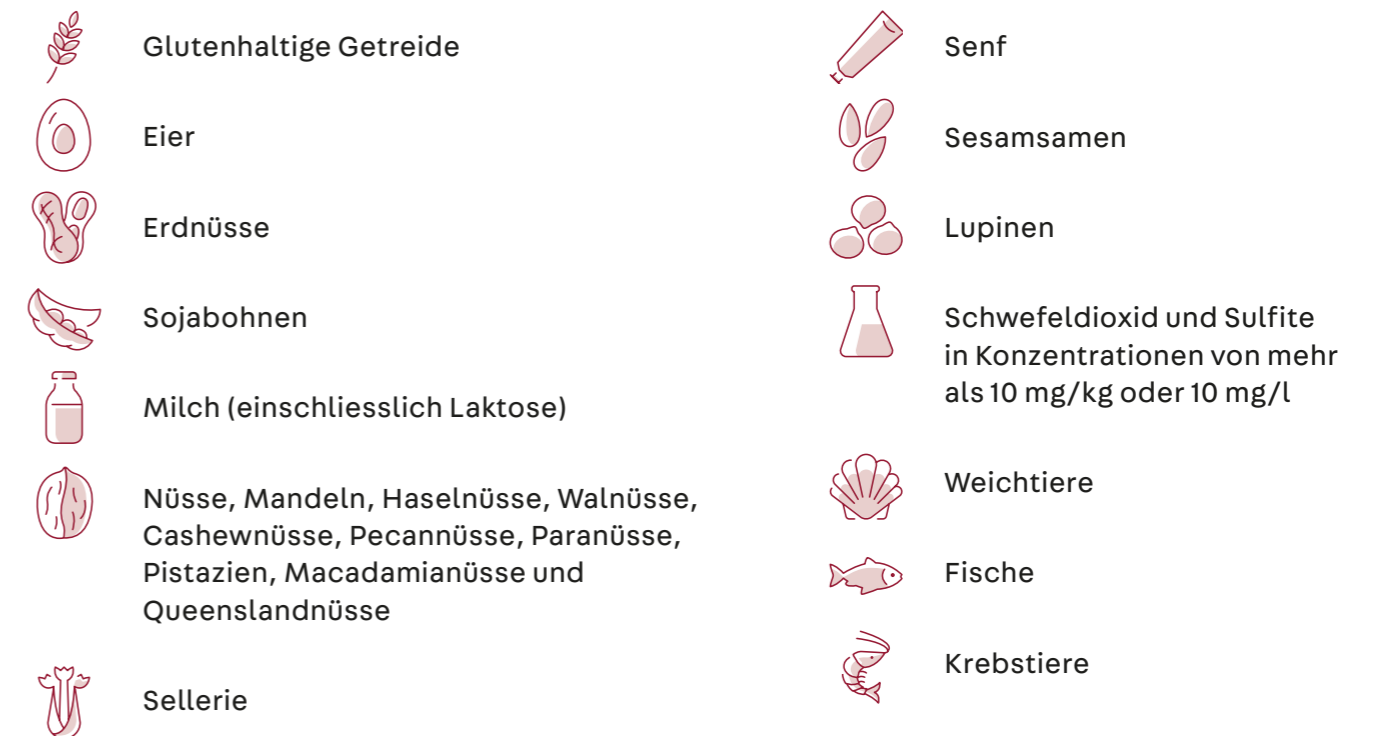 Glutenhaltige Getreide
Eier
Erdnüsse
Sojabohnen
Milch (einschliesslich Laktose)
Nüsse, Mandeln, Haselnüsse, Walnüsse,
Cashewnüsse, Pecannüsse, Paranüsse,
Pistazien, Macadamianüsse und
Queenslandnüsse
Sellerie
Senf
Sesamsamen
Lupinen
Schwefeldioxid und Sulfite
in Konzentrationen von mehr
als 10 mg/kg oder 10 mg/l
Weichtiere
Fische
Krebstiere